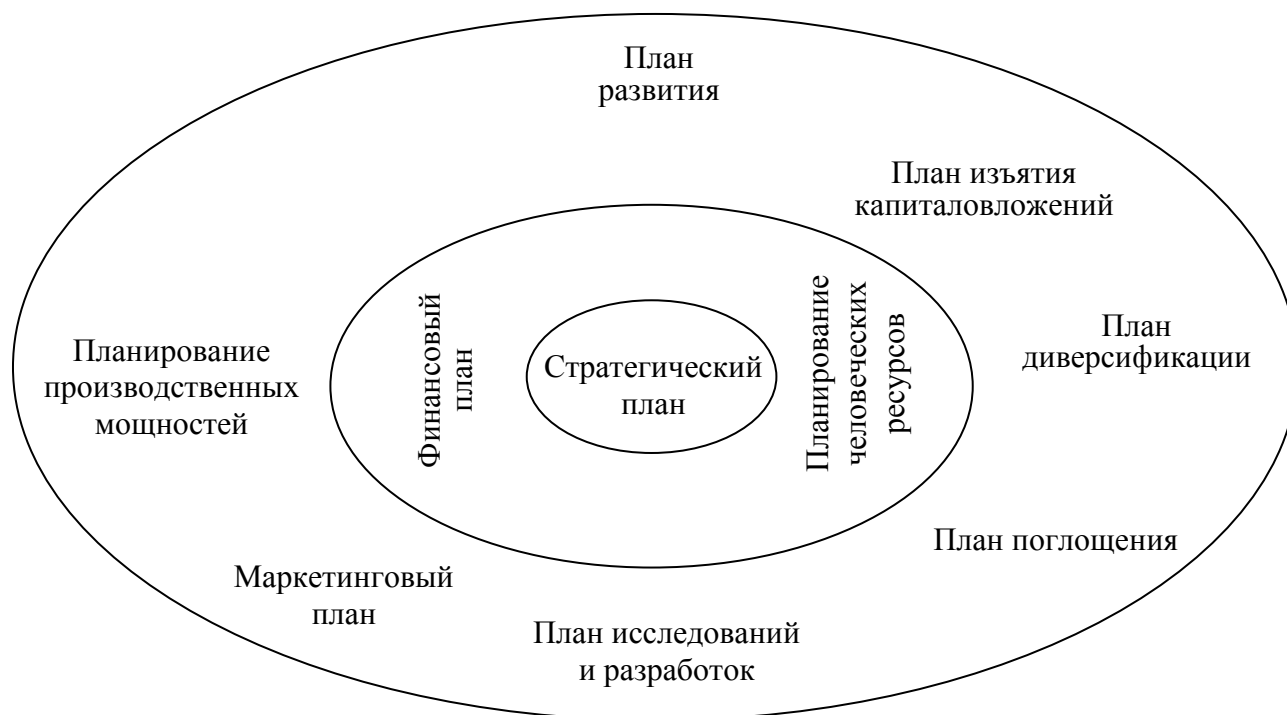 План
развития
План изъятия
капиталовложений
Планирование
производственных
мощностей
Финансовый
план
Стратегический
план
Планирование
человеческих
ресурсов
План
диверсификации
План поглощения
Маркетинговый
план
План исследований
и разработок